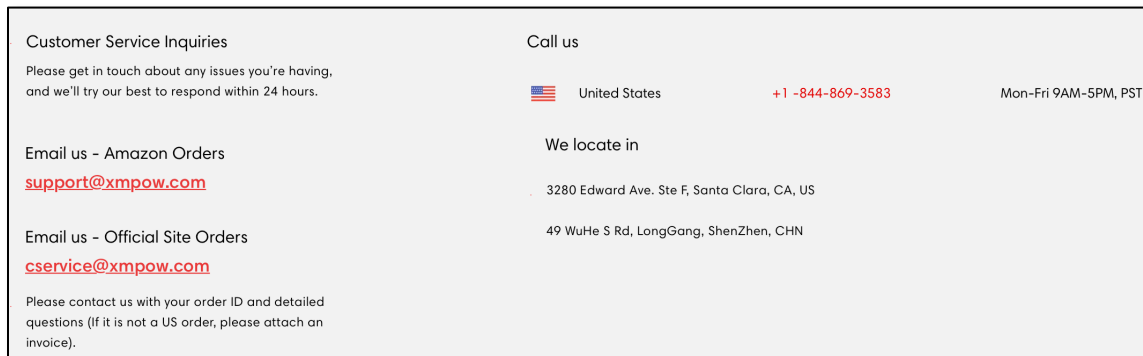 Customer Service Inquiries
Please get in touch about any issues you're having,
and we'll try our best to respond within 24 hours.
Email us - Amazon Orders
support@xmpow.com
Email us - Official Site Orders
cservice@xmpow.com
Please contact us with your order ID and detailed
questions (If it is not a US order, please attach an
invoice).
Call us
United States +1 -844-869-3583 Mon-Fri 9AM-5PM, PST
We locate in
3280 Edward Ave. Ste F, Santa Clara, CA, US
49 WuHe S Rd, LongGang, ShenZhen, CHN